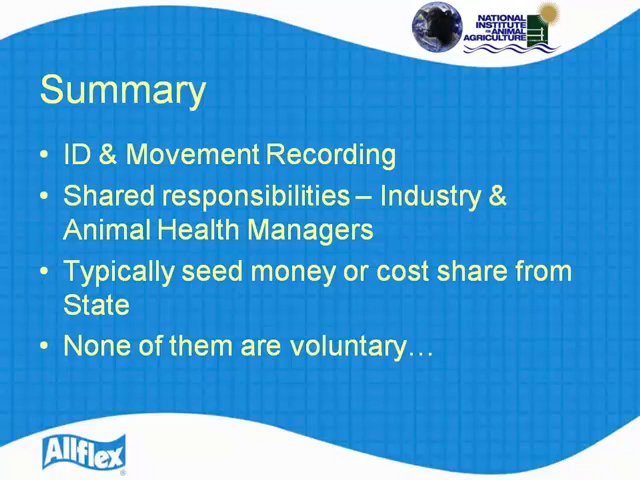 NATIONAL
INSTITUTE
FOR ANIMAL
AGRICULTURE
Summary
• ID & Movement Recording
• Shared responsibilities – Industry &
Animal Health Managers
• Typically seed money or cost share from
State
• None of them are voluntary…
Allflex
®